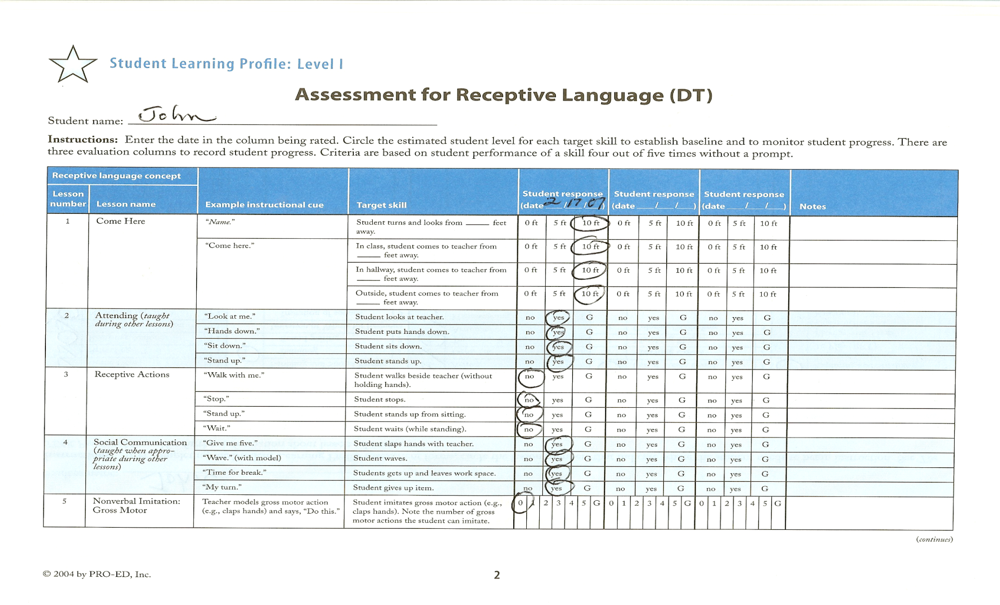 Student Learning Profile: Level I
Assessment for Receptive Language (DT)
Student name: John
Instructions: Enter the date in the column being rated. Circle the estimated student level for each target skill to establish baseline and to monitor student progress. There are
three evaluation columns to record student progress. Criteria are based on student performance of a skill four out of five times without a prompt.
Receptive language concept
Lesson number Lesson name Example instructional cue Target skill Student response (date 2/17/07) Student response (date __/__/__) Student response (date __/__/__) Notes
1 Come Here "Name." Student turns and looks from ____ feet away. 0 ft 5 ft 10 ft 0 ft 5 ft 10 ft 0 ft 5 ft 10 ft
"Come here." In class, student comes to teacher from ____ feet away. 0 ft 5 ft 10 ft 0 ft 5 ft 10 ft 0 ft 5 ft 10 ft
In hallway, student comes to teacher from ____ feet away. 0 ft 5 ft 10 ft 0 ft 5 ft 10 ft 0 ft 5 ft 10 ft
Outside, student comes to teacher from ____ feet away. 0 ft 5 ft 10 ft 0 ft 5 ft 10 ft 0 ft 5 ft 10 ft
2 Attending (taught during other lessons) "Look at me." Student looks at teacher. no yes G no yes G no yes G
"Hands down." Student puts hands down. no yes G no yes G no yes G
"Sit down." Student sits down. no yes G no yes G no yes G
"Stand up." Student stands up. no yes G no yes G no yes G
3 Receptive Actions "Walk with me." Student walks beside teacher (without holding hands). no yes G no yes G no yes G
"Stop." Student stops. no yes G no yes G no yes G
"Stand up." Student stands up from sitting. no yes G no yes G no yes G
"Wait." Student waits (while standing). no yes G no yes G no yes G
4 Social Communication (taught when appro-priate during other lessons) "Give me five." Student slaps hands with teacher. no yes G no yes G no yes G
"Wave." (with model) Student waves. no yes G no yes G no yes G
"Time for break." Students gets up and leaves work space. no yes G no yes G no yes G
"My turn." Student gives up item. no yes G no yes G no yes G
5 Nonverbal Imitation: Gross Motor Teacher models gross motor action (e.g., claps hands) and says, "Do this." Student imitates gross motor action (e.g., claps hands). Note the number of gross motor actions the student can imitate. 0 1 2 3 4 5 G 0 1 2 3 4 5 G 0 1 2 3 4 5 G
(continues)
© 2004 by PRO-ED, Inc.
2